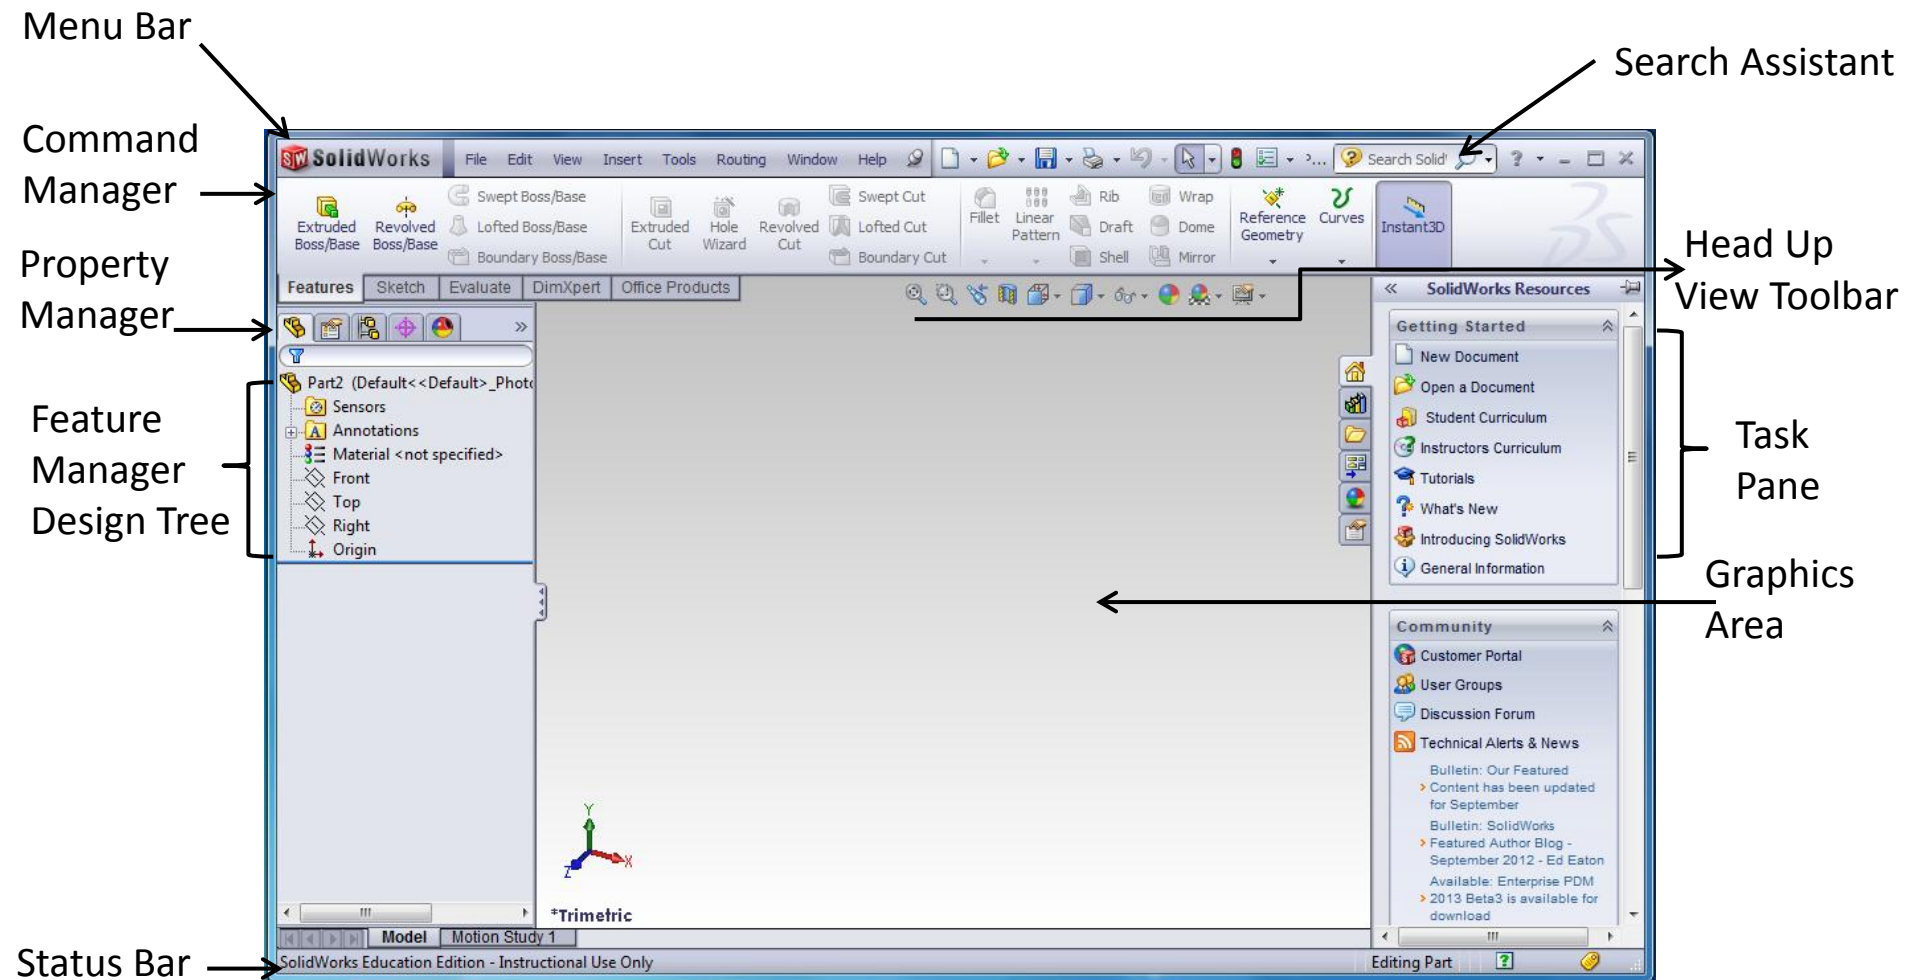 Menu Bar
Search Assistant
Command
Manager
Property
Manager
Feature
Manager
Design Tree
Status Bar
Head Up
View Toolbar
Task
Pane
Graphics
Area
SW SolidWorks File Edit View Insert Tools Routing Window Help Search Solid' ?
Extruded
Boss/Base
Revolved
Boss/Base
Swept Boss/Base
Lofted Boss/Base
Boundary Boss/Base
Extruded
Cut
Hole
Wizard
Revolved
Cut
Swept Cut
Lofted Cut
Boundary Cut
Fillet
Linear
Pattern
Rib
Draft
Shell
Wrap
Dome
Mirror
Reference
Geometry
Curves
Instant3D
Features Sketch Evaluate DimXpert Office Products
Part2 (Default<<Default>_Photo
Sensors
Annotations
Material <not specified>
Front
Top
Right
Origin
Y
X
Z
*Trimetric
Model Motion Study 1
SolidWorks Education Edition - Instructional Use Only
Editing Part
SolidWorks Resources
Getting Started
New Document
Open a Document
Student Curriculum
Instructors Curriculum
Tutorials
What's New
Introducing SolidWorks
General Information
Community
Customer Portal
User Groups
Discussion Forum
Technical Alerts & News
Bulletin: Our Featured
Content has been updated
for September
Bulletin: SolidWorks
Featured Author Blog -
September 2012 - Ed Eaton
Available: Enterprise PDM
2013 Beta3 is available for
download